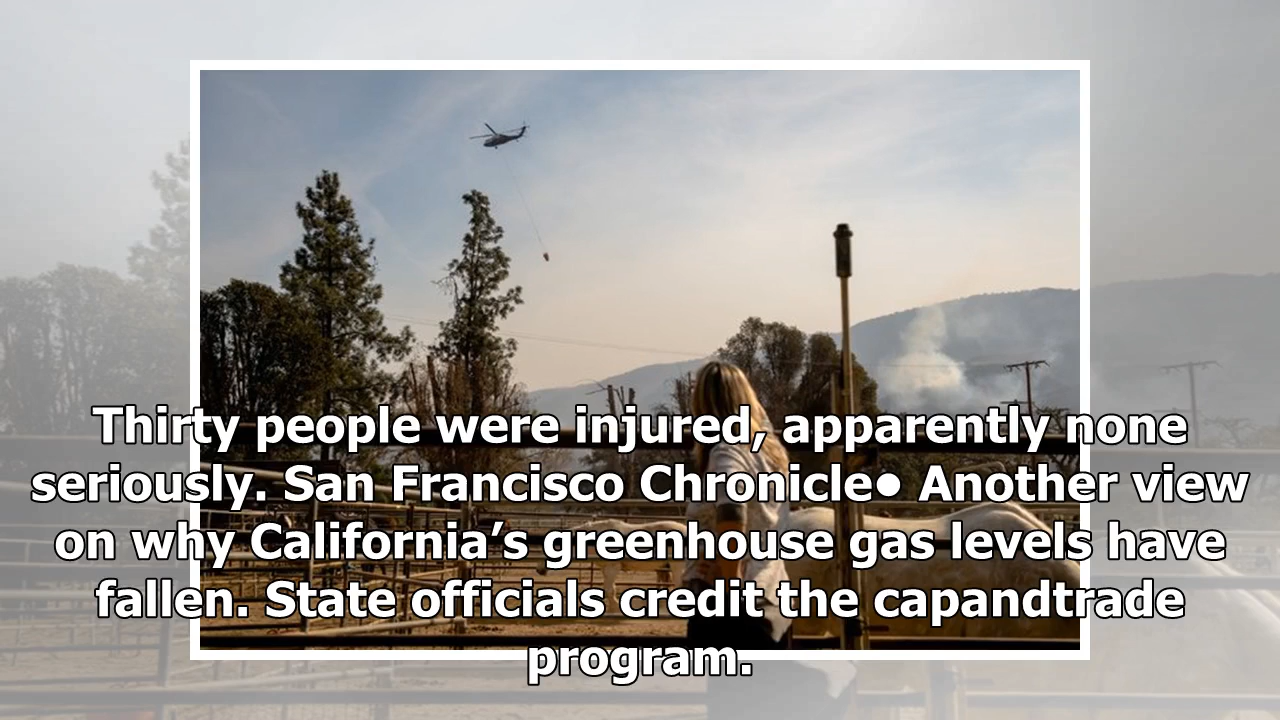 Thirty people were injured, apparently none
seriously. San Francisco Chronicle● Another view
on why California’s greenhouse gas levels have
fallen. State officials credit the capandtrade
program.